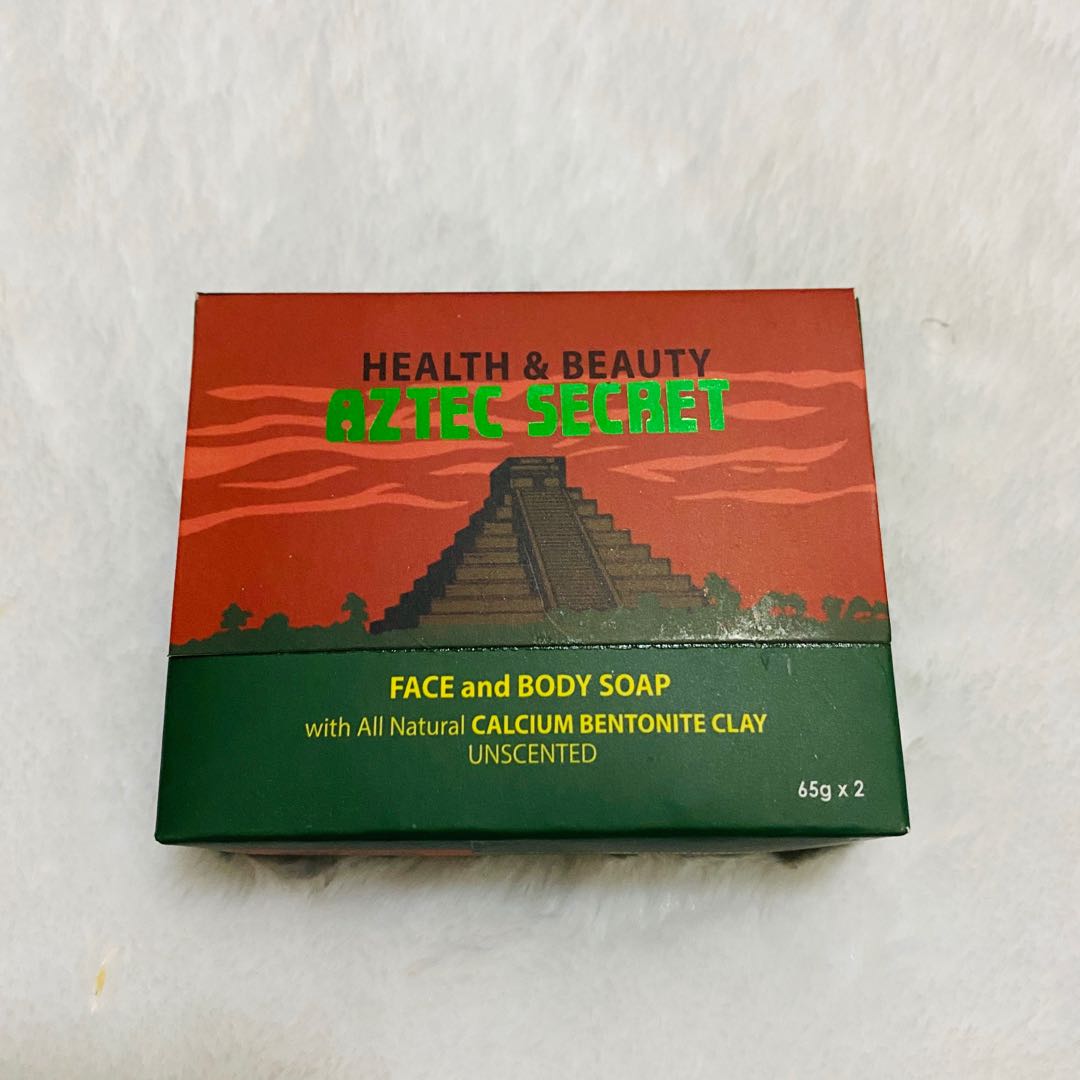 HEALTH & BEAUTY
AZTEC SECRET
FACE and BODY SOAP
with All Natural CALCIUM BENTONITE CLAY
UNSCENTED
65g x 2